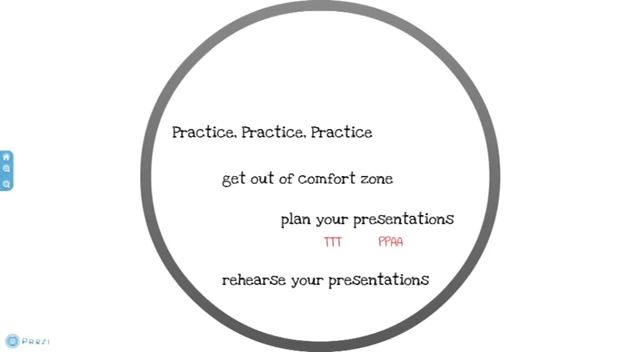 Practice, Practice, Practice
get out of comfort zone
plan your presentations
TTT PPAA
rehearse your presentations
Prezi